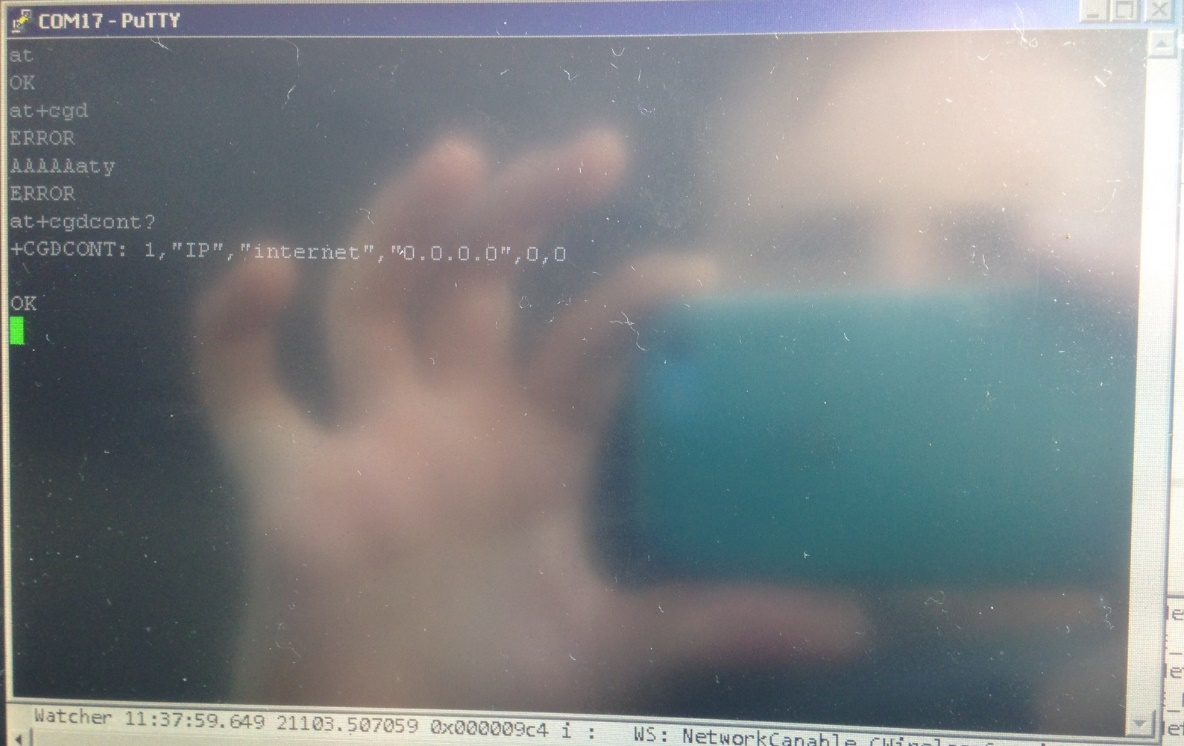 COM17 - PuTTY
at
OK
at+cgd
ERROR
AAAAAaty
ERROR
at+cgdcont?
+CGDCONT: 1,"IP","internet","0.0.0.0",0,0
OK
Watcher 11:37:59.649 21103.507059 0x000009c4 i : WS: NetworkCapable